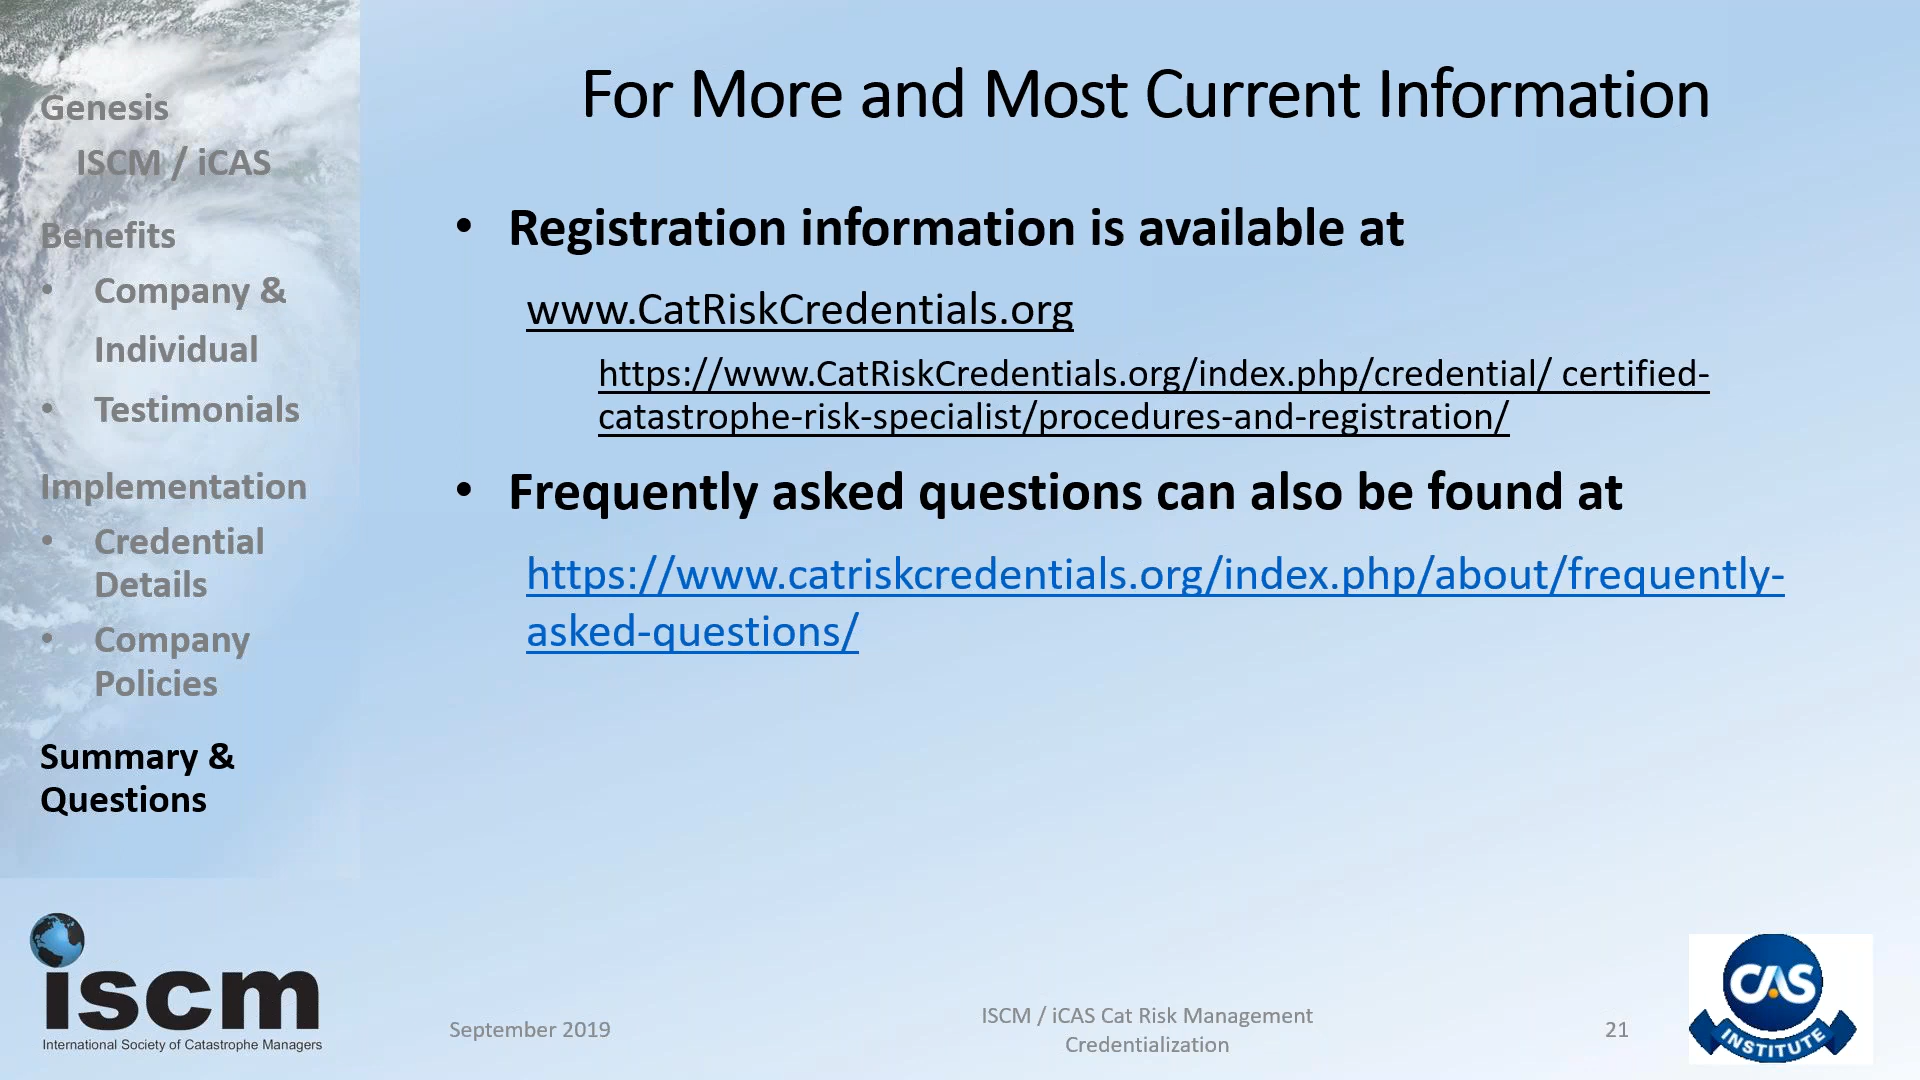 Genesis
ISCM / iCAS
Benefits
• Company &
Individual
• Testimonials
Implementation
• Credential
Details
• Company
Policies
Summary &
Questions
For More and Most Current Information
• Registration information is available at
www.CatRiskCredentials.org
https://www.CatRiskCredentials.org/index.php/credential/ certified-
catastrophe-risk-specialist/procedures-and-registration/
• Frequently asked questions can also be found at
https://www.catriskcredentials.org/index.php/about/frequently-
asked-questions/
iscm
International Society of Catastrophe Managers
September 2019
ISCM / iCAS Cat Risk Management
Credentialization
21
CAS
INSTITUTE